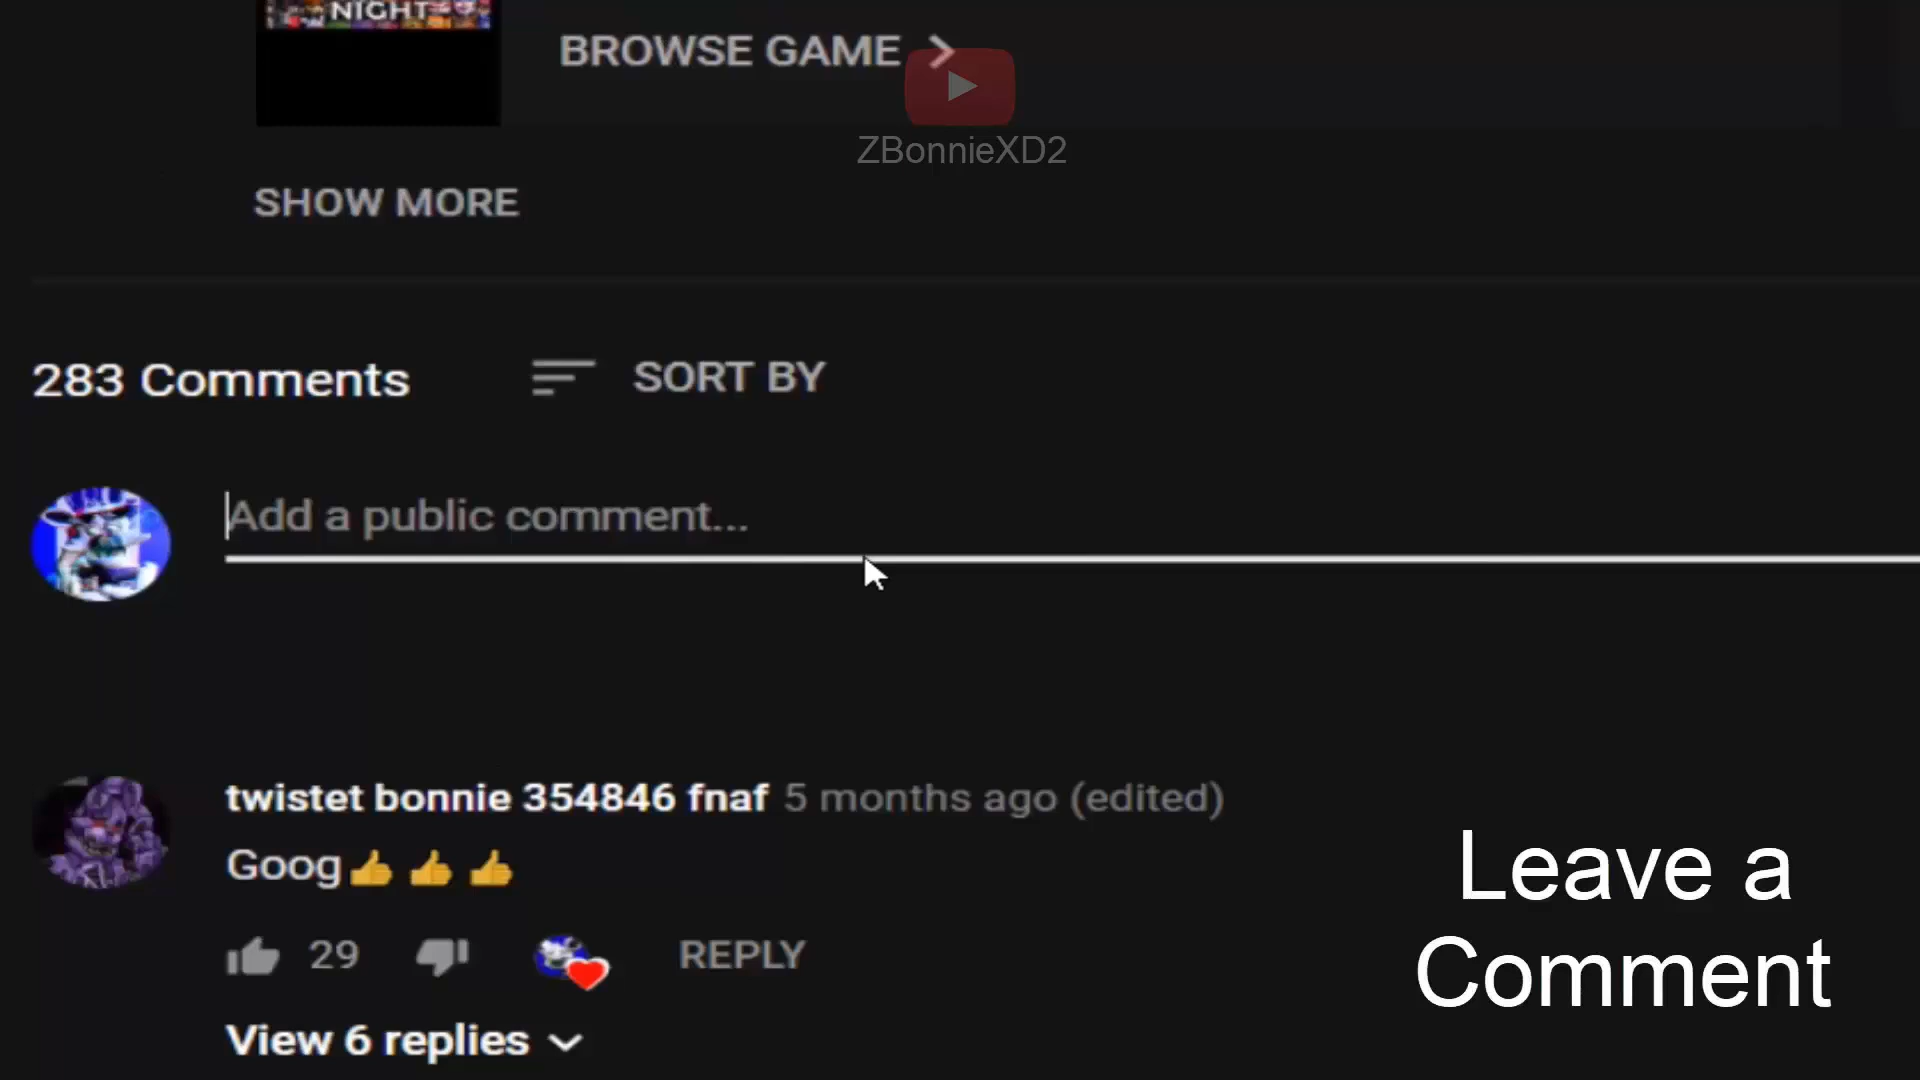 NIGHT
BROWSE GAME
ZBonnieXD2
SHOW MORE
283 Comments
SORT BY
Add a public comment...
twistet bonnie 354846 fnaf 5 months ago (edited)
Goog👍👍👍
29
REPLY
View 6 replies
Leave a
Comment